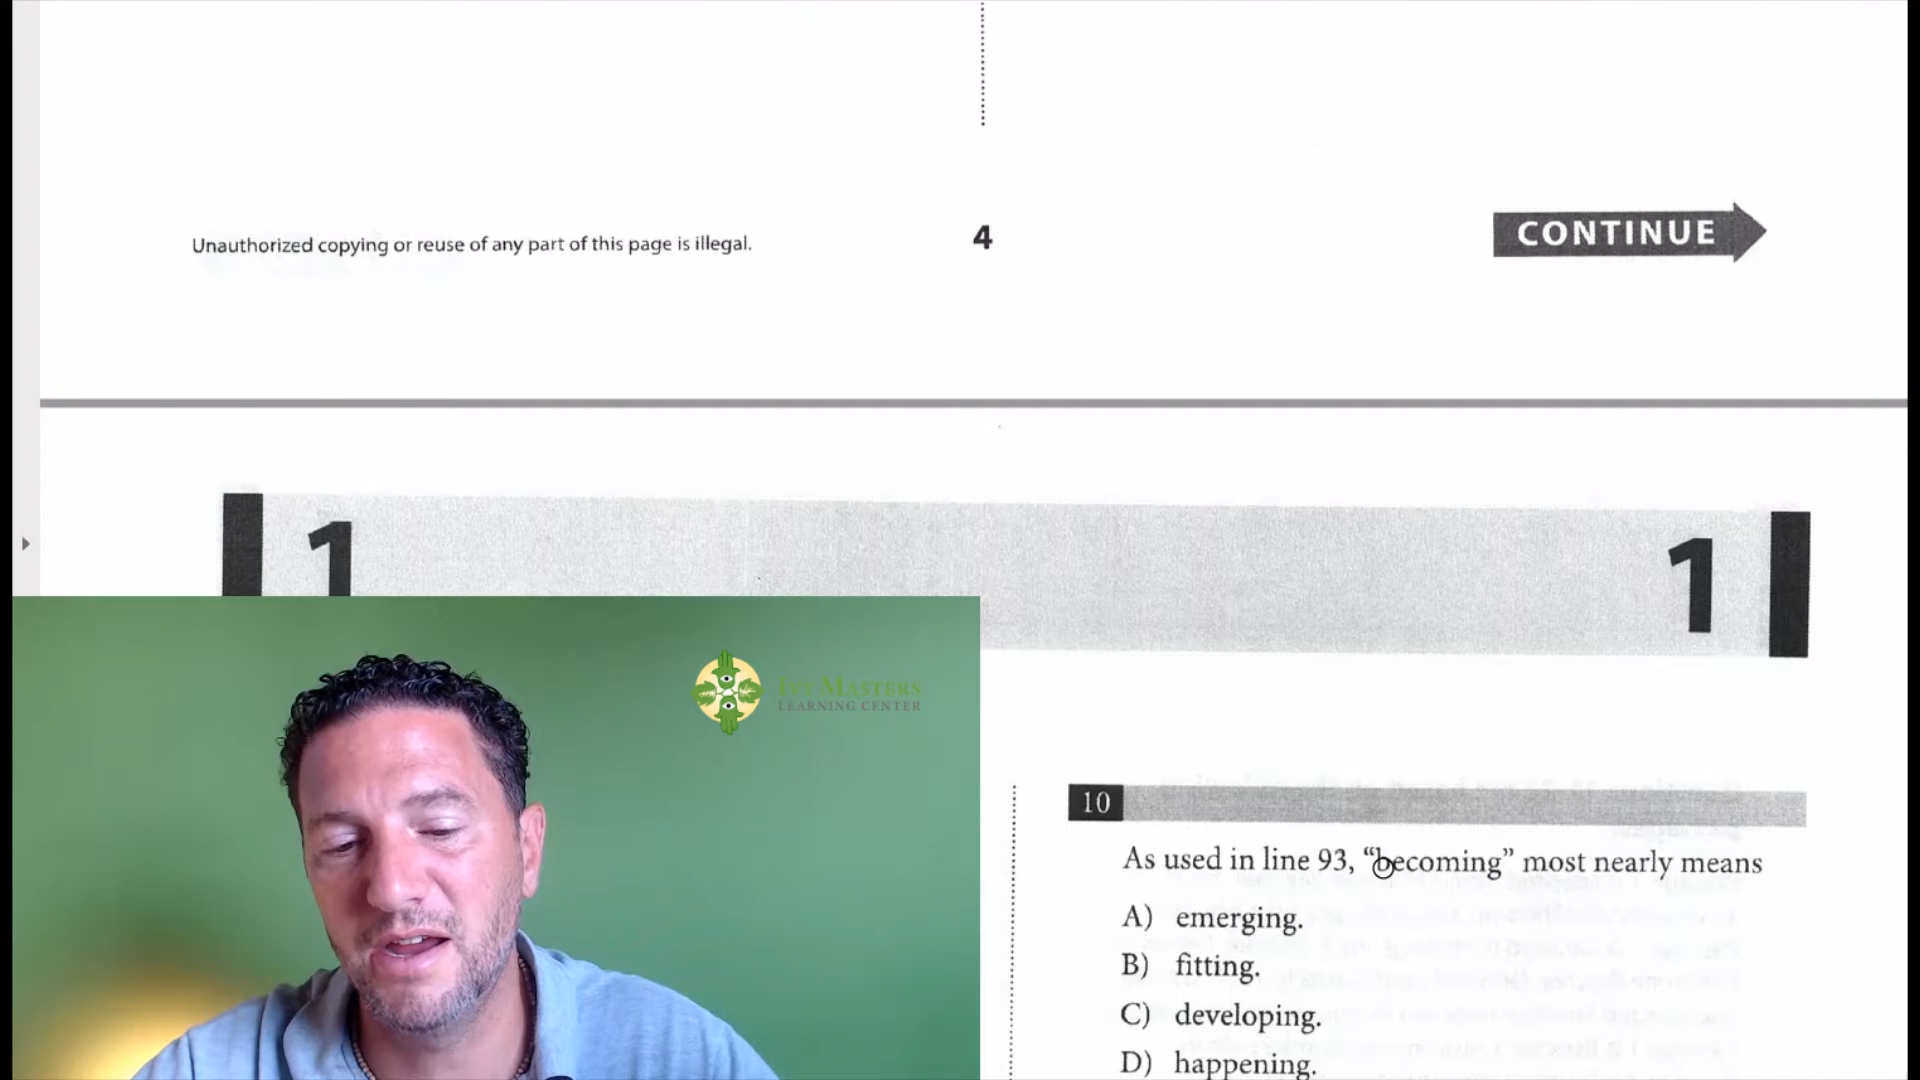 Unauthorized copying or reuse of any part of this page is illegal.
4
CONTINUE
1
1
IVY MASTERS
LEARNING CENTER
10
As used in line 93, “becoming” most nearly means
A) emerging.
B) fitting.
C) developing.
D) happening.